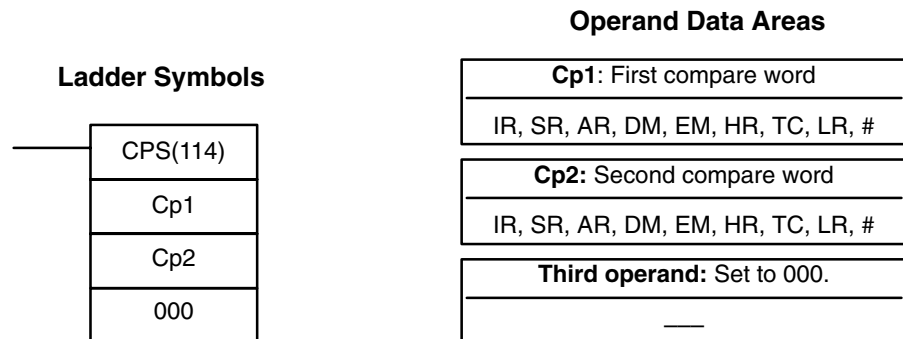 Ladder Symbols
CPS(114)
Cp1
Cp2
000
Operand Data Areas
Cp1: First compare word
IR, SR, AR, DM, EM, HR, TC, LR, #
Cp2: Second compare word
IR, SR, AR, DM, EM, HR, TC, LR, #
Third operand: Set to 000.
___